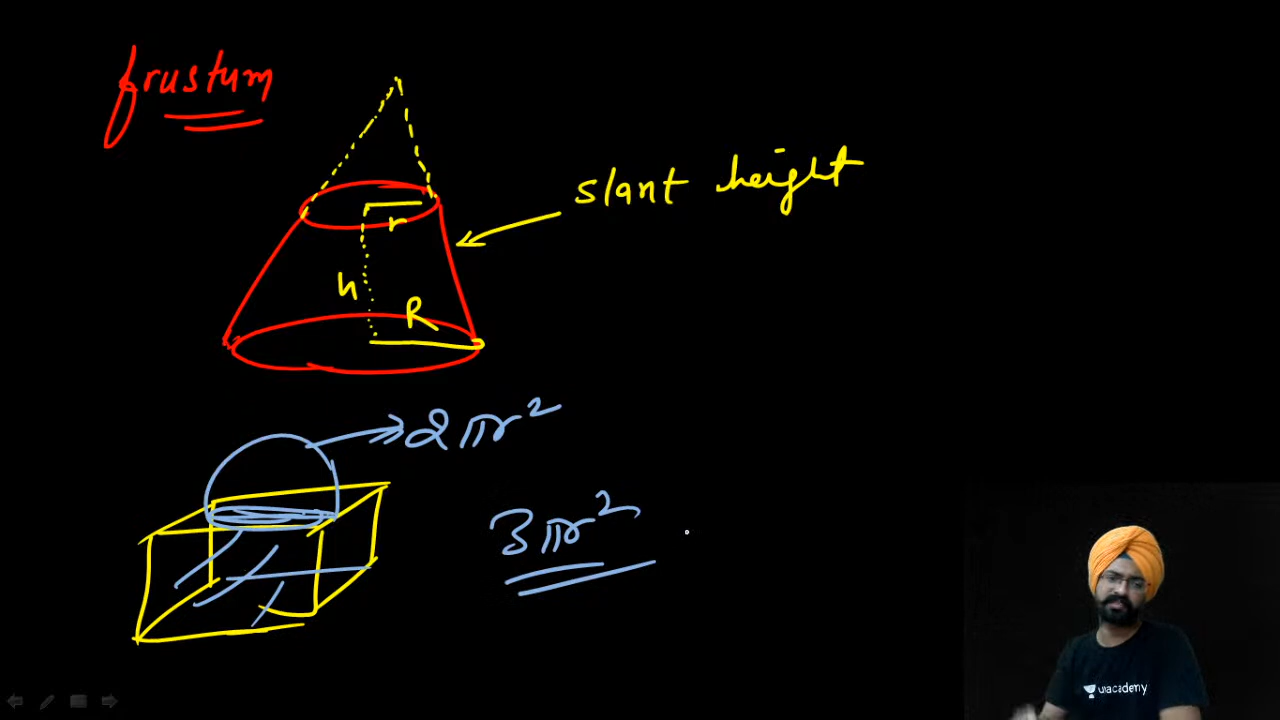 frustum
slant height
r
h
R
2πr²
3πr²
unacademy